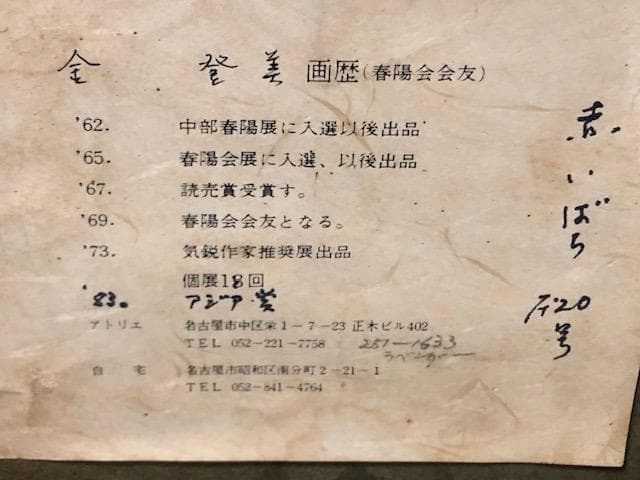 金 登美 画歴(春陽会会友)
'62. 中部春陽展に入選以後出品
'65. 春陽会展に入選、以後出品
'67. 読売賞受賞す。
'69. 春陽会会友となる。
'73. 気鋭作家推奨展出品
個展18回
'83. アジア賞
アトリエ 名古屋市中区栄1-7-23 正木ビル402
TEL 052-221-7758 251-1633
自宅 名古屋市昭和区南分町2-21-1
TEL 052-841-4764
赤いばら
F20
号